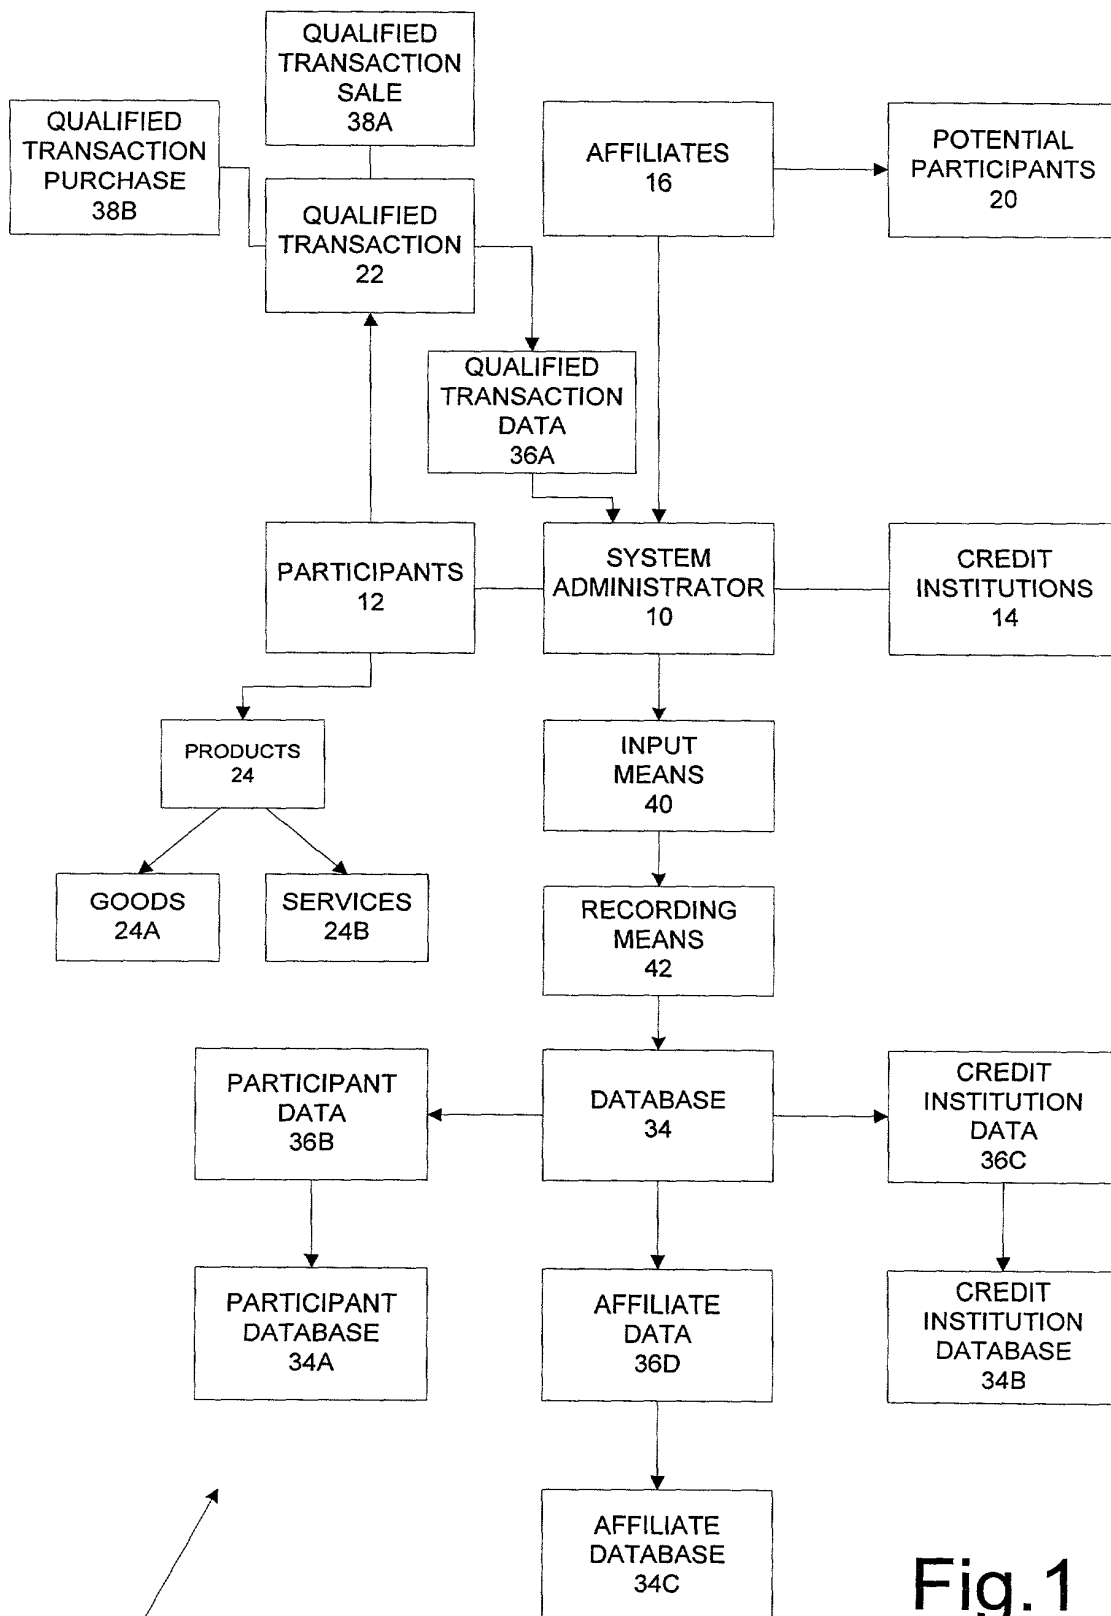 QUALIFIED
TRANSACTION
SALE
38A
QUALIFIED
TRANSACTION
PURCHASE
38B
AFFILIATES
16
POTENTIAL
PARTICIPANTS
20
QUALIFIED
TRANSACTION
22
QUALIFIED
TRANSACTION
DATA
36A
PARTICIPANTS
12
SYSTEM
ADMINISTRATOR
10
CREDIT
INSTITUTIONS
14
PRODUCTS
24
INPUT
MEANS
40
GOODS
24A
SERVICES
24B
RECORDING
MEANS
42
PARTICIPANT
DATA
36B
DATABASE
34
CREDIT
INSTITUTION
DATA
36C
PARTICIPANT
DATABASE
34A
AFFILIATE
DATA
36D
CREDIT
INSTITUTION
DATABASE
34B
AFFILIATE
DATABASE
34C
Fig.1